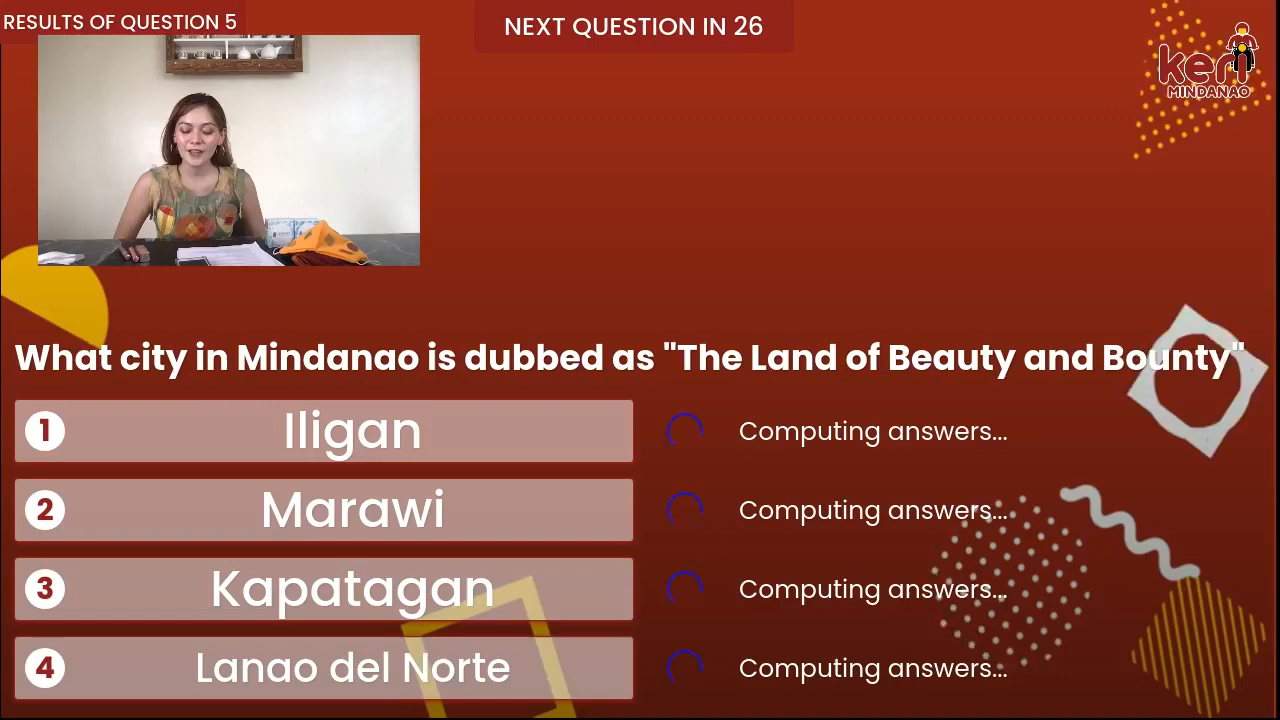 RESULTS OF QUESTION 5
NEXT QUESTION IN 26
keri
MINDANAO
What city in Mindanao is dubbed as "The Land of Beauty and Bounty"
1 Iligan Computing answers...
2 Marawi Computing answers...
3 Kapatagan Computing answers...
4 Lanao del Norte Computing answers...